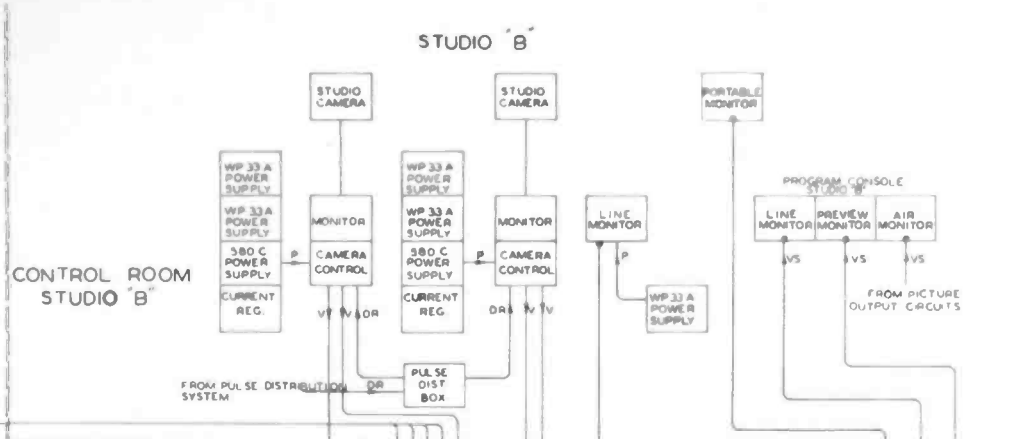 STUDIO "B"
STUDIO
CAMERA
STUDIO
CAMERA
PORTABLE
MONITOR
WP 33 A
POWER
SUPPLY
WP 33 A
POWER
SUPPLY
580 C
POWER
SUPPLY
CURRENT
REG.
P
MONITOR
CAMERA
CONTROL
V
V
DR
WP 33 A
POWER
SUPPLY
WP 33 A
POWER
SUPPLY
580 C
POWER
SUPPLY
CURRENT
REG.
P
MONITOR
CAMERA
CONTROL
DR
V
V
LINE
MONITOR
P
WP 33 A
POWER
SUPPLY
PROGRAM CONSOLE
STUDIO "B"
LINE
MONITOR
PREVIEW
MONITOR
AIR
MONITOR
VS
VS
VS
FROM PICTURE
OUTPUT CIRCUITS
CONTROL ROOM
STUDIO "B"
FROM PULSE DISTRIBUTION
SYSTEM
DR
PULSE
DIST
BOX